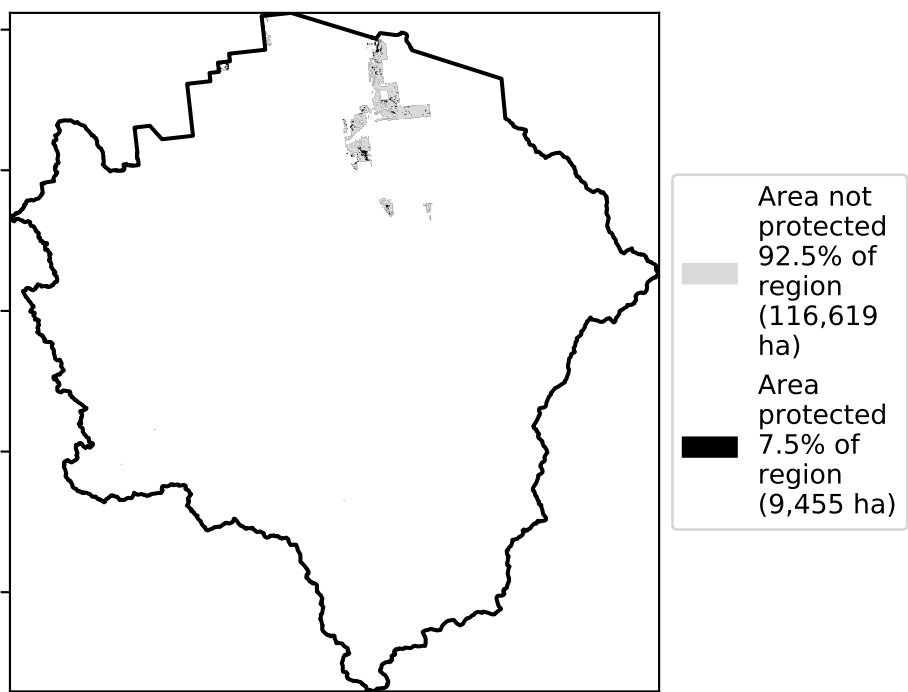 Area not
protected
92.5% of
region
(116,619
ha)
Area
protected
7.5% of
region
(9,455 ha)